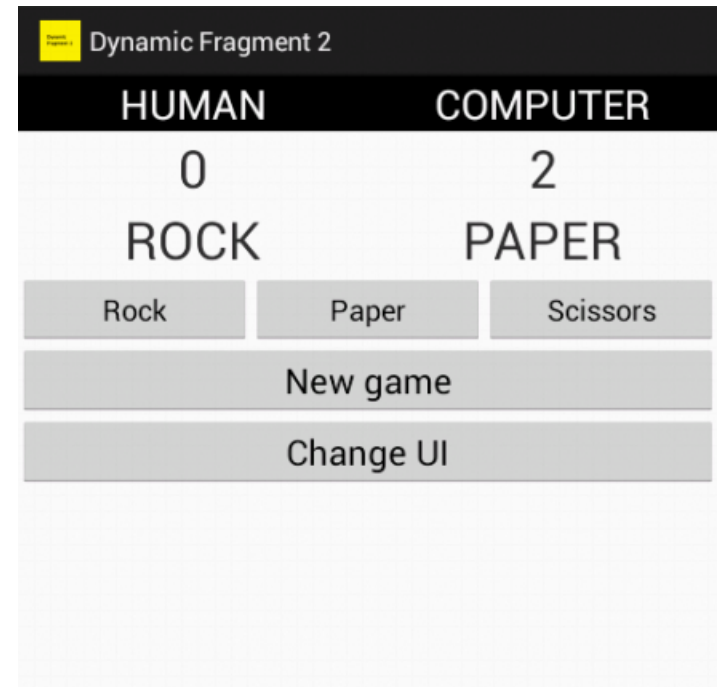 Dynamic Fragment 2
HUMAN COMPUTER
0 2
ROCK PAPER
Rock Paper Scissors
New game
Change UI